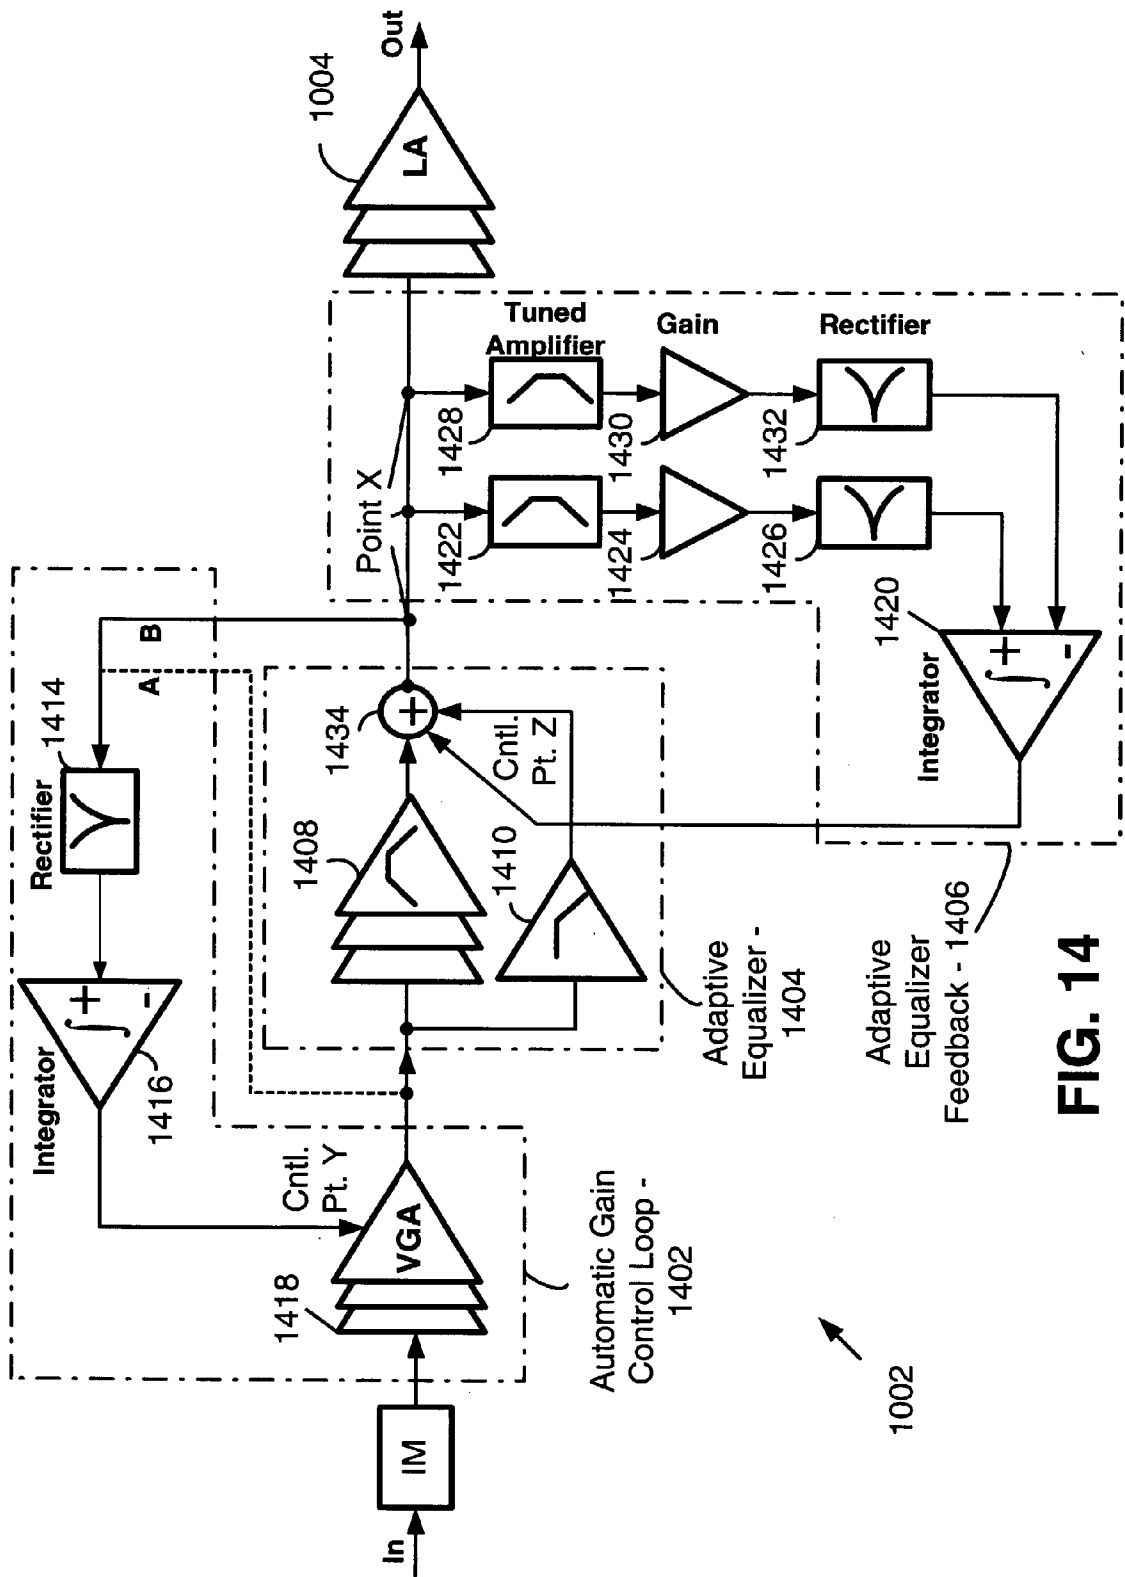 In
IM
1418
VGA
Cntl.
Pt. Y
Integrator
∫ +
-
1416
Rectifier
1414
A
B
Automatic Gain
Control Loop -
1402
1408
1410
1434
+
Cntl.
Pt. Z
Adaptive
Equalizer -
1404
Point X
1004
LA
Out
Tuned
Amplifier
Gain
Rectifier
1428
1430
1432
1422
1424
1426
1420
∫ +
-
Integrator
Adaptive
Equalizer
Feedback - 1406
1002
FIG. 14